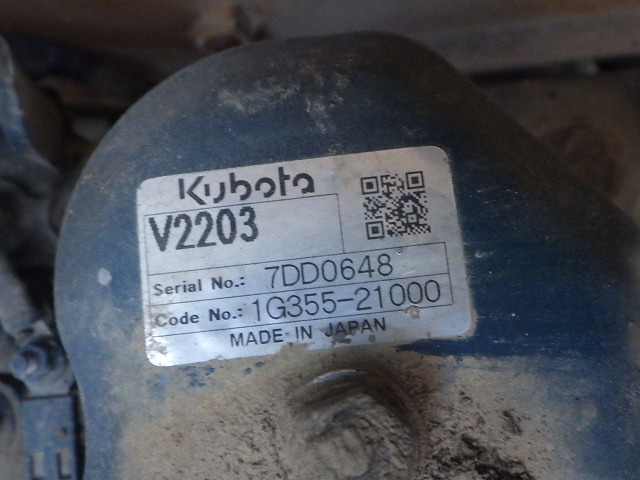 Kubota
V2203
Serial No.: 7DD0648
Code No.: 1G355-21000
MADE IN JAPAN